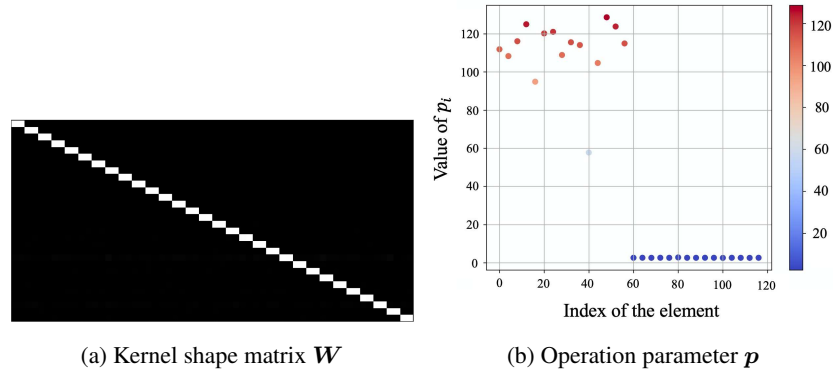 120
100
80
60
40
20
0
Value of p_i
0 20 40 60 80 100 120
Index of the element
120
100
80
60
40
20
(a) Kernel shape matrix W
(b) Operation parameter p